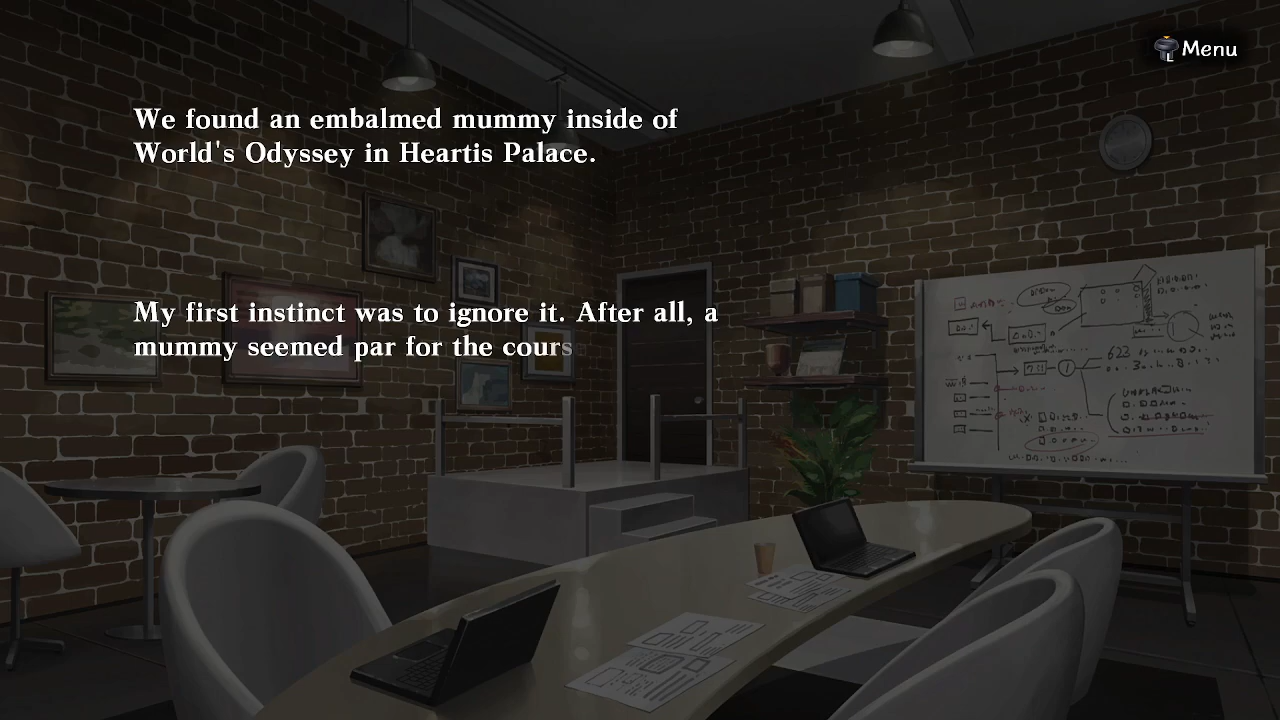 Menu
We found an embalmed mummy inside of
World's Odyssey in Heartis Palace.
My first instinct was to ignore it. After all, a
mummy seemed par for the cours
623